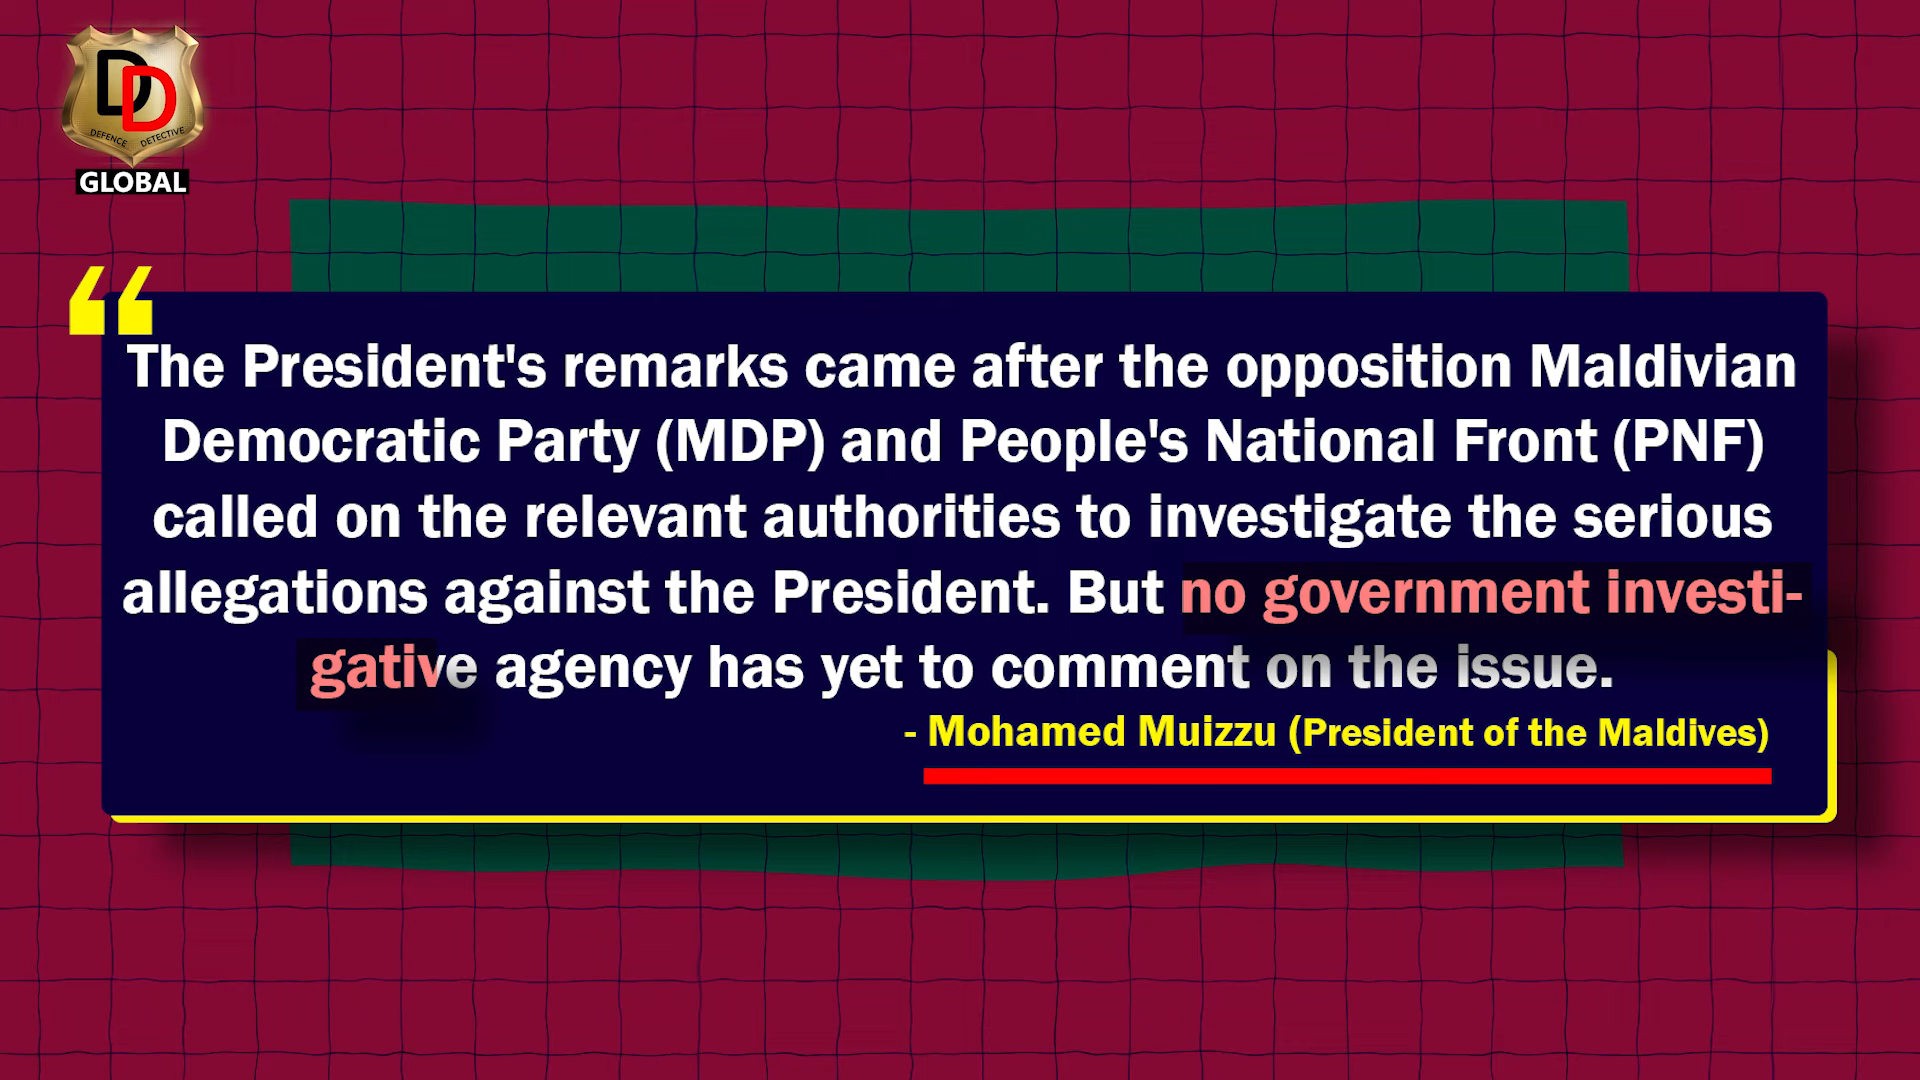 DD
DEFENCE DETECTIVE
GLOBAL
“
The President's remarks came after the opposition Maldivian
Democratic Party (MDP) and People's National Front (PNF)
called on the relevant authorities to investigate the serious
allegations against the President. But no government investi-
gative agency has yet to comment on the issue.
- Mohamed Muizzu (President of the Maldives)